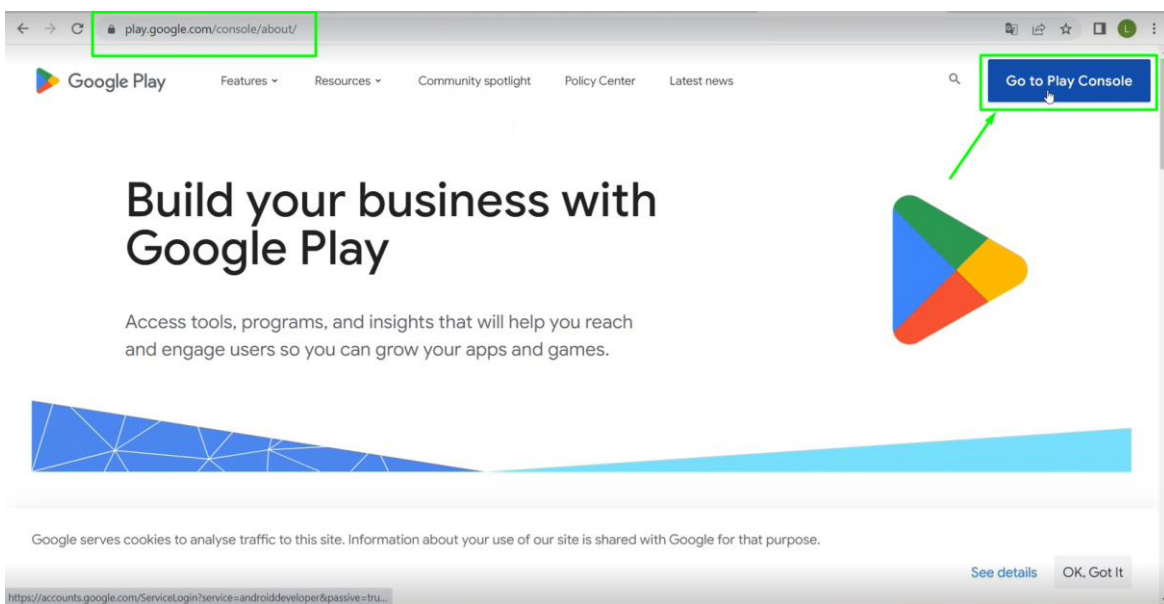 play.google.com/console/about/
L
Google Play
Features
Resources
Community spotlight
Policy Center
Latest news
Go to Play Console
Build your business with
Google Play
Access tools, programs, and insights that will help you reach
and engage users so you can grow your apps and games.
Google serves cookies to analyse traffic to this site. Information about your use of our site is shared with Google for that purpose.
See details
OK, Got It
https://accounts.google.com/ServiceLogin?service=androiddeveloper&passive=tru...